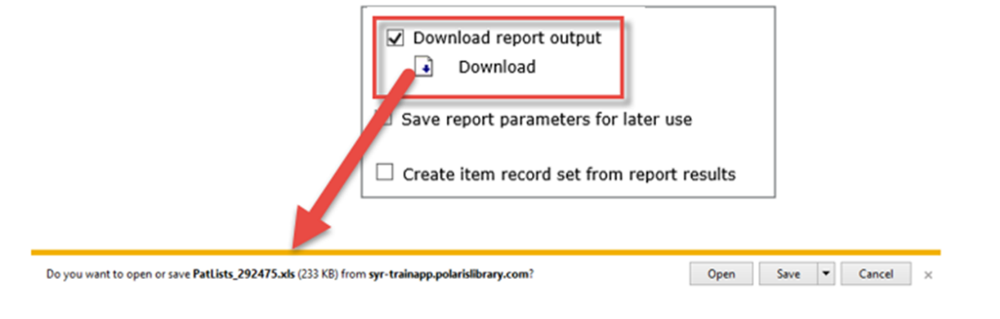 Download report output
Download
Save report parameters for later use
Create item record set from report results
Do you want to open or save PatLists_292475.xls (233 KB) from syr-trainapp.polarislibrary.com?
Open
Save
Cancel